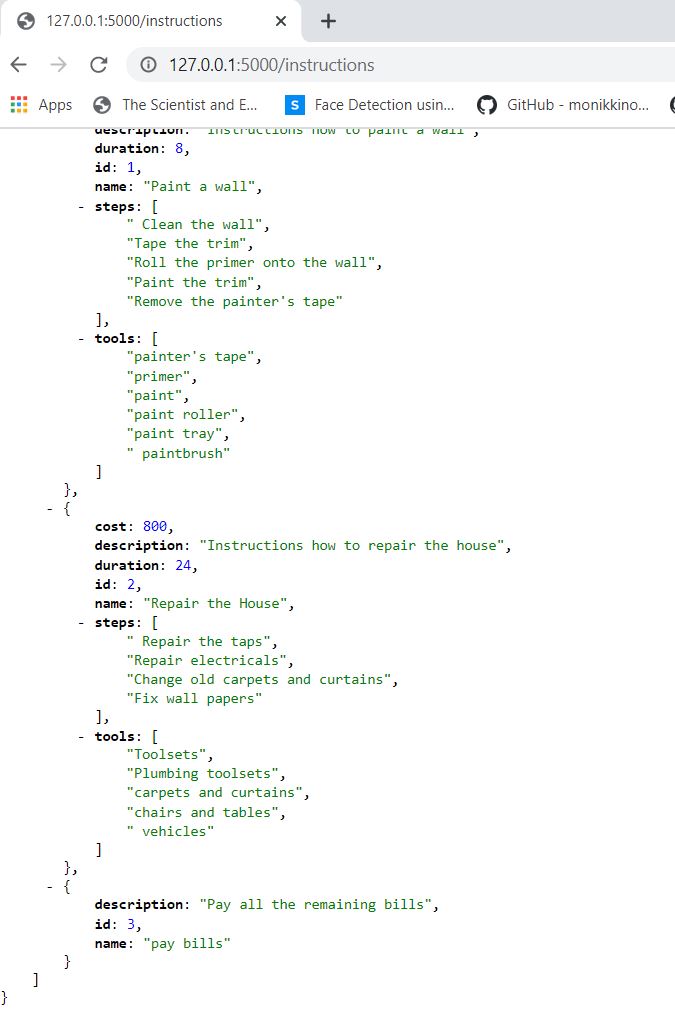 127.0.0.1:5000/instructions
127.0.0.1:5000/instructions
Apps The Scientist and E... S Face Detection usin... GitHub - monikkino...
description: "Instructions how to paint a wall",
duration: 8,
id: 1,
name: "Paint a wall",
- steps: [
" Clean the wall",
"Tape the trim",
"Roll the primer onto the wall",
"Paint the trim",
"Remove the painter's tape"
],
- tools: [
"painter's tape",
"primer",
"paint",
"paint roller",
"paint tray",
" paintbrush"
]
},
- {
cost: 800,
description: "Instructions how to repair the house",
duration: 24,
id: 2,
name: "Repair the House",
- steps: [
" Repair the taps",
"Repair electricals",
"Change old carpets and curtains",
"Fix wall papers"
],
- tools: [
"Toolsets",
"Plumbing toolsets",
"carpets and curtains",
"chairs and tables",
" vehicles"
]
},
- {
description: "Pay all the remaining bills",
id: 3,
name: "pay bills"
}
]
}